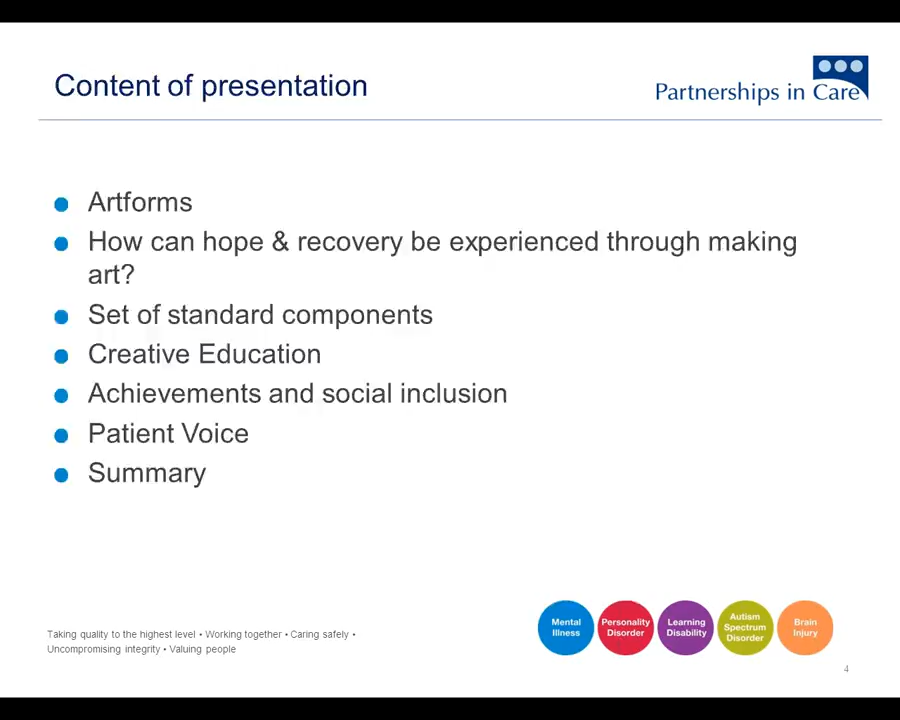 Content of presentation
Partnerships in Care
Artforms
How can hope & recovery be experienced through making
art?
Set of standard components
Creative Education
Achievements and social inclusion
Patient Voice
Summary
Taking quality to the highest level • Working together • Caring safely •
Uncompromising integrity • Valuing people
Mental
Illness
Personality
Disorder
Learning
Disability
Autism
Spectrum
Disorder
Brain
Injury
4